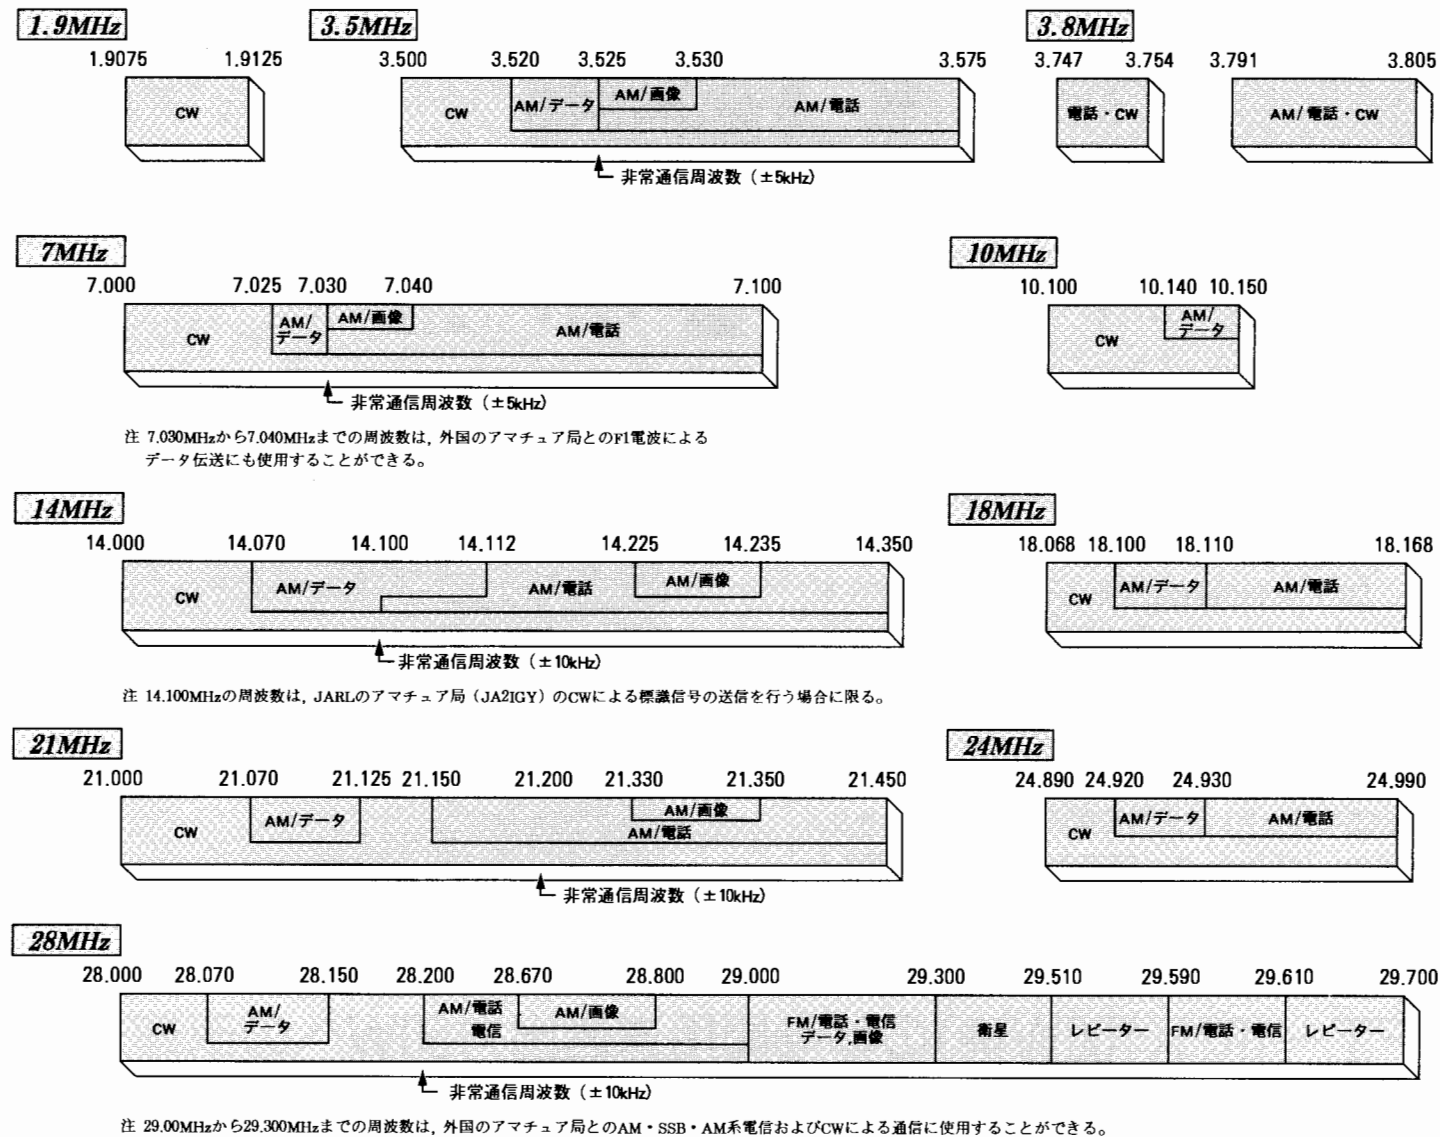 1.9MHz
3.5MHz
3.8MHz
1.9075 1.9125
3.500 3.520 3.525 3.530 3.575
3.747 3.754 3.791 3.805
CW
CW AM/データ AM/画像 AM/電話
電話・CW
AM/電話・CW
非常通信周波数（±5kHz）
7MHz
10MHz
7.000 7.025 7.030 7.040 7.100
10.100 10.140 10.150
CW
AM/
データ
AM/画像
AM/電話
CW
AM/
データ
非常通信周波数（±5kHz）
注 7.030MHzから7.040MHzまでの周波数は, 外国のアマチュア局とのF1電波による
データ伝送にも使用することができる。
14MHz
18MHz
14.000 14.070 14.100 14.112 14.225 14.235 14.350
18.068 18.100 18.110 18.168
CW AM/データ AM/電話 AM/画像
CW AM/データ AM/電話
非常通信周波数（±10kHz）
注 14.100MHzの周波数は, JARLのアマチュア局（JA2IGY）のCWによる標識信号の送信を行う場合に限る。
21MHz
24MHz
21.000 21.070 21.125 21.150 21.200 21.330 21.350 21.450
24.890 24.920 24.930 24.990
CW AM/データ
AM/画像
AM/電話
CW AM/データ AM/電話
非常通信周波数（±10kHz）
28MHz
28.000 28.070 28.150 28.200 28.670 28.800 29.000 29.300 29.510 29.590 29.610 29.700
CW
AM/
データ
AM/電話
電信
AM/画像
FM/電話・電信
データ,画像
衛星
レピーター
FM/電話・電信
レピーター
非常通信周波数（±10kHz）
注 29.00MHzから29.300MHzまでの周波数は, 外国のアマチュア局とのAM・SSB・AM系電信およびCWによる通信に使用することができる。